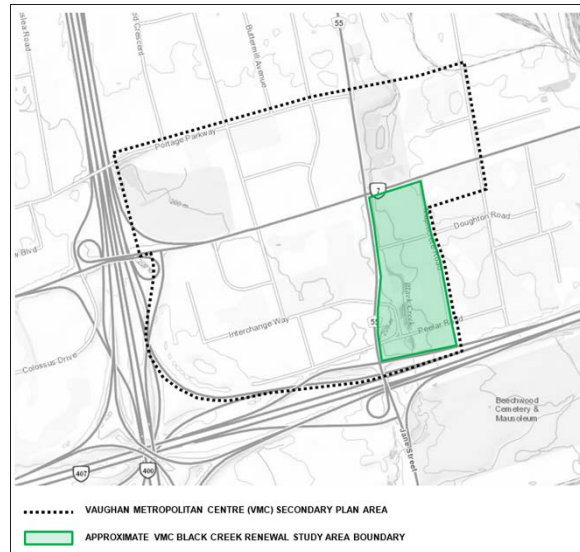 55
Portage Parkway
Buttermill Avenue
7
Doughton Road
Interchange Way
55
Black Creek
Peelar Road
Colossus Drive
Beechwood
Cemetery &
Mausoleum
Jane Street
407
400
VAUGHAN METROPOLITAN CENTRE (VMC) SECONDARY PLAN AREA
APPROXIMATE VMC BLACK CREEK RENEWAL STUDY AREA BOUNDARY